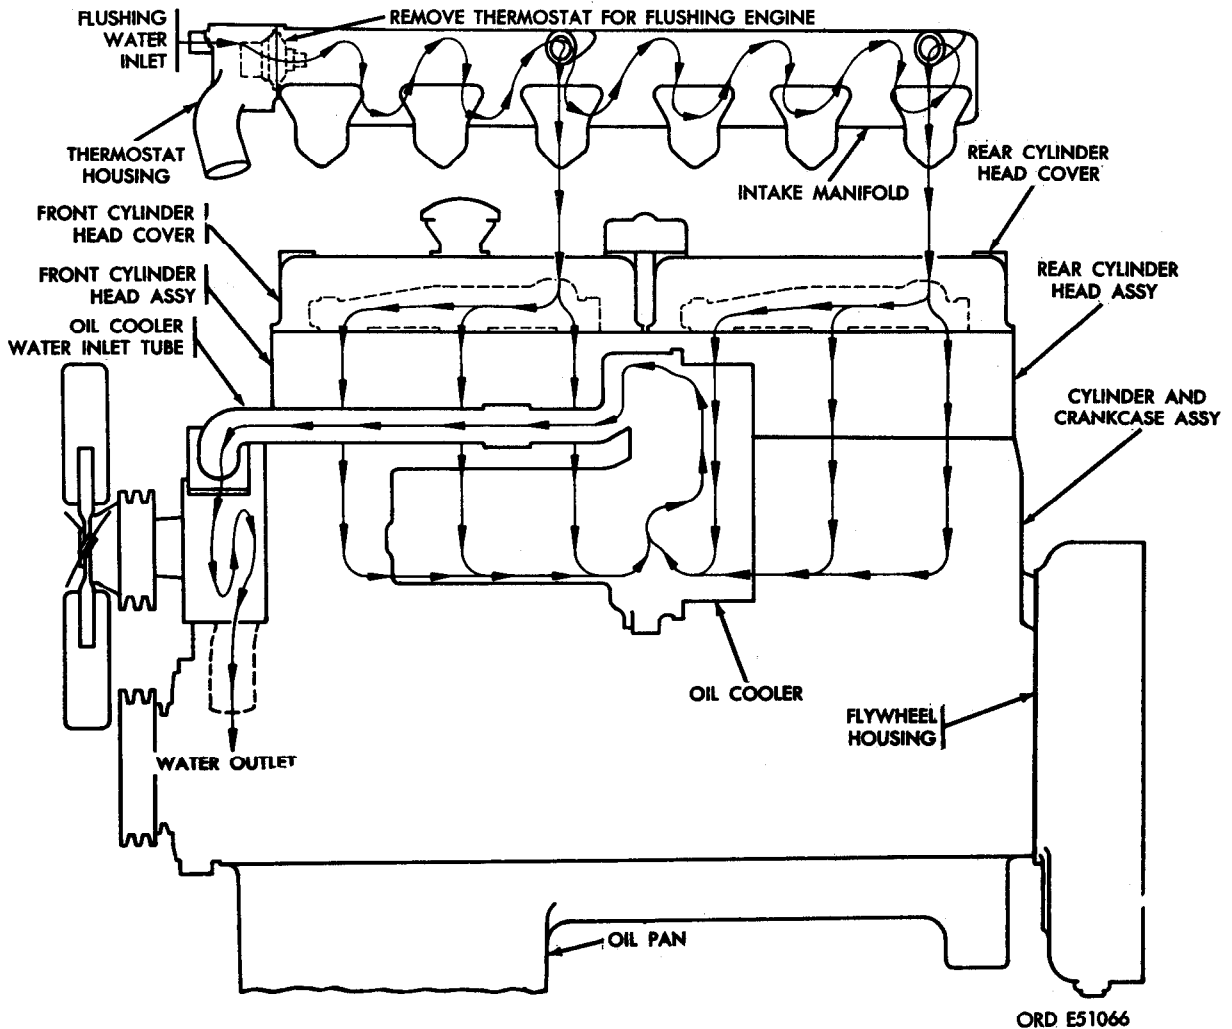 FLUSHING
WATER
INLET
REMOVE THERMOSTAT FOR FLUSHING ENGINE
THERMOSTAT
HOUSING
INTAKE MANIFOLD
REAR CYLINDER
HEAD COVER
FRONT CYLINDER
HEAD COVER
FRONT CYLINDER
HEAD ASSY
OIL COOLER
WATER INLET TUBE
REAR CYLINDER
HEAD ASSY
CYLINDER AND
CRANKCASE ASSY
OIL COOLER
FLYWHEEL
HOUSING
WATER OUTLET
OIL PAN
ORD E51066